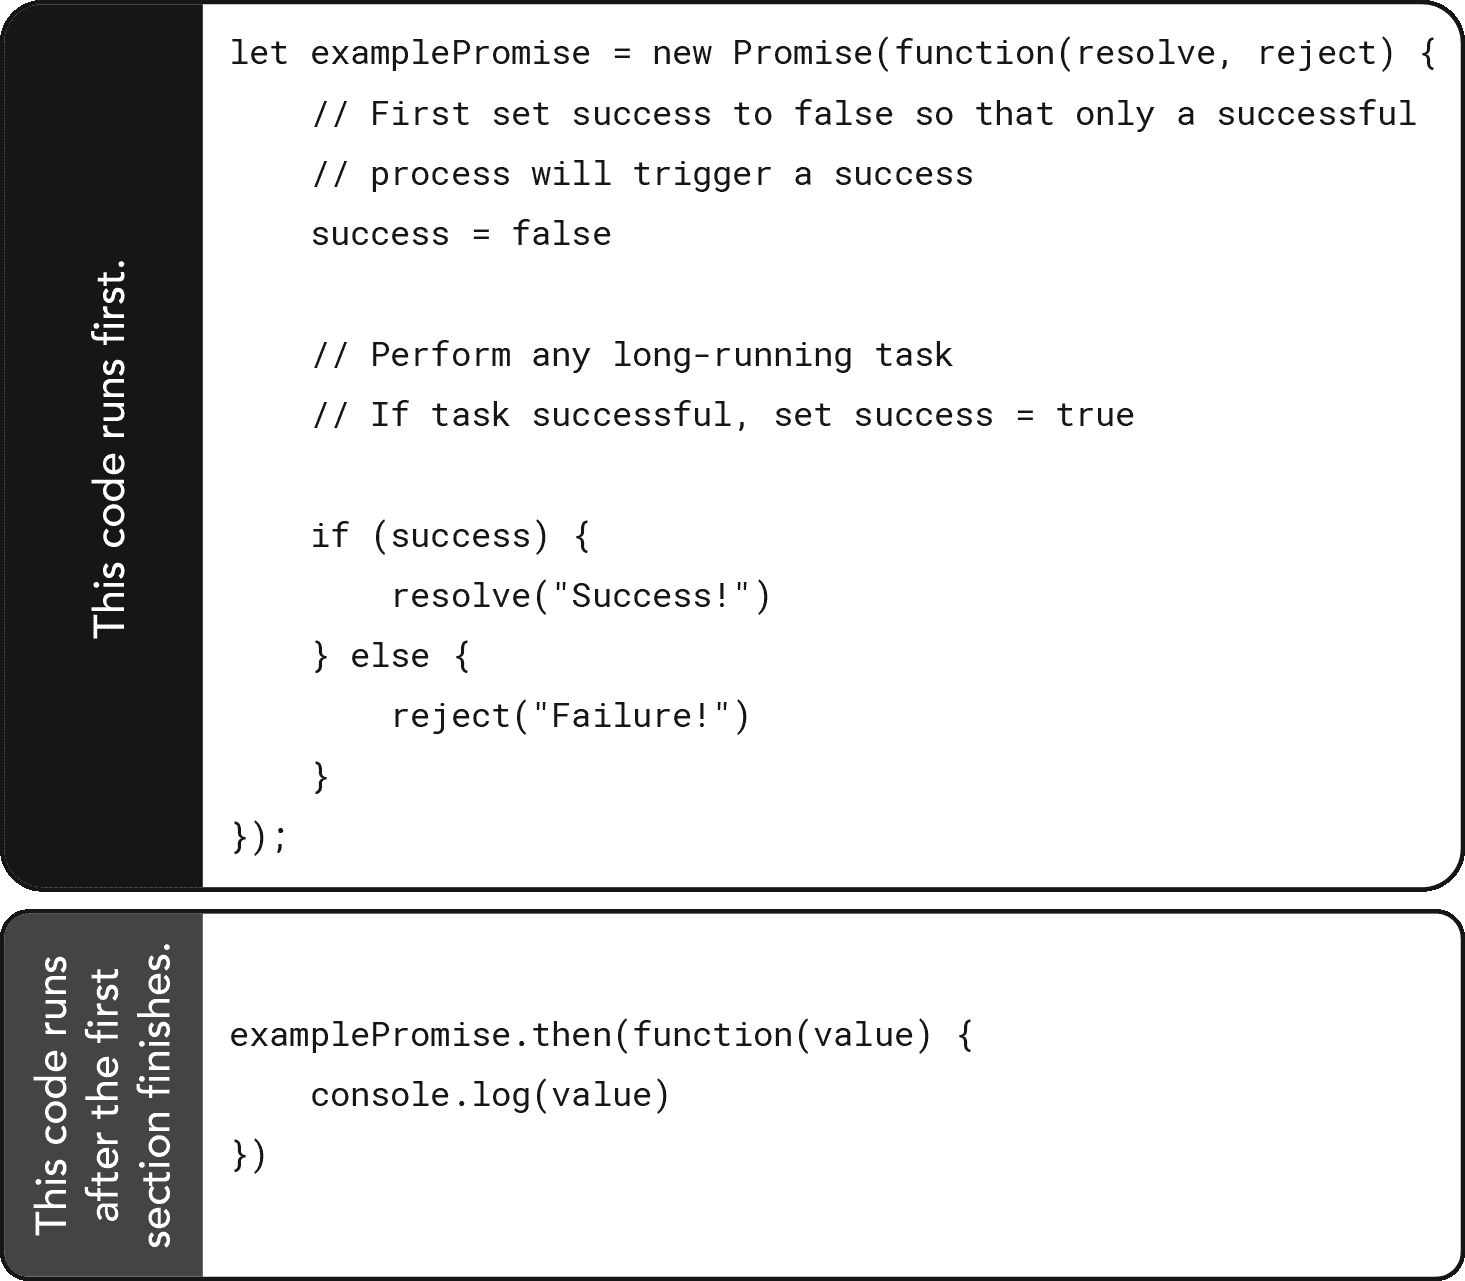 This code runs first.
let examplePromise = new Promise(function(resolve, reject) {
    // First set success to false so that only a successful
    // process will trigger a success
    success = false

    // Perform any long-running task
    // If task successful, set success = true

    if (success) {
        resolve("Success!")
    } else {
        reject("Failure!")
    }
});
This code runs
after the first
section finishes.
examplePromise.then(function(value) {
    console.log(value)
})